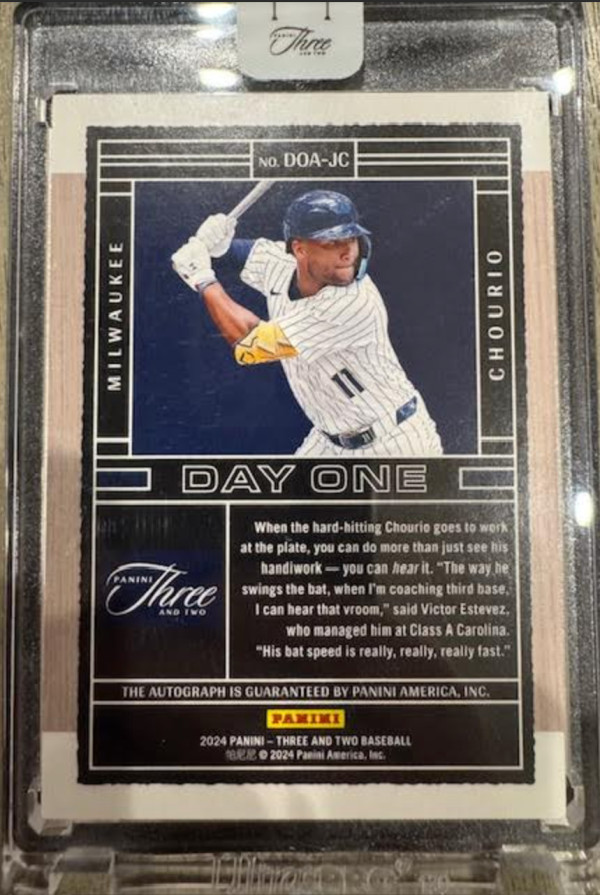 PANINI
Three
AND TWO
NO. DOA-JC
MILWAUKEE
CHOURIO
11
DAY ONE
PANINI
Three
AND TWO
When the hard-hitting Chourio goes to work
at the plate, you can do more than just see his
handiwork — you can hear it. “The way he
swings the bat, when I’m coaching third base,
I can hear that vroom,” said Victor Estevez,
who managed him at Class A Carolina.
“His bat speed is really, really, really fast.”
THE AUTOGRAPH IS GUARANTEED BY PANINI AMERICA, INC.
PANINI
2024 PANINI – THREE AND TWO BASEBALL
© 2024 Panini America, Inc.